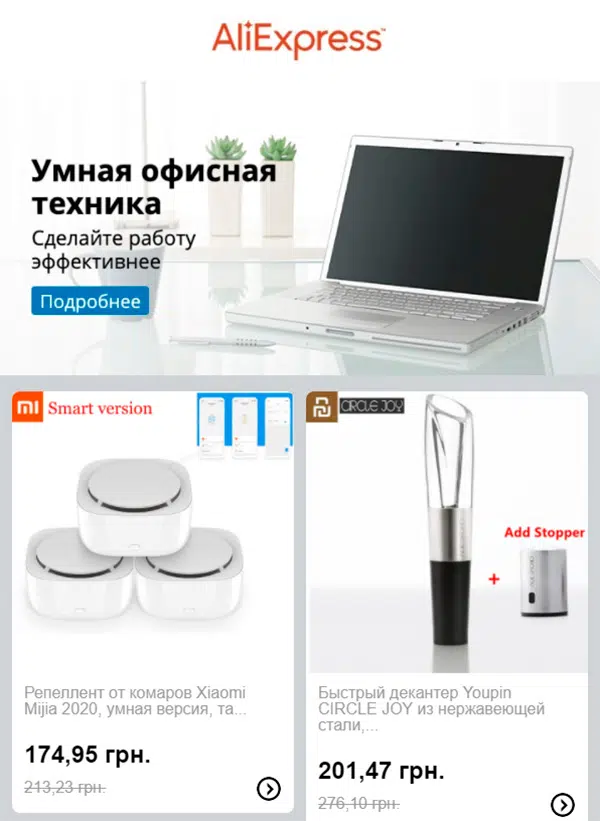 AliExpress
Умная офисная
техника
Сделайте работу
эффективнее
Подробнее
Smart version
CIRCLE JOY
Add Stopper
+
Репеллент от комаров Xiaomi
Mijia 2020, умная версия, та...
174,95 грн.
213,23 грн.
Быстрый декантер Youpin
CIRCLE JOY из нержавеющей
стали,...
201,47 грн.
276,10 грн.